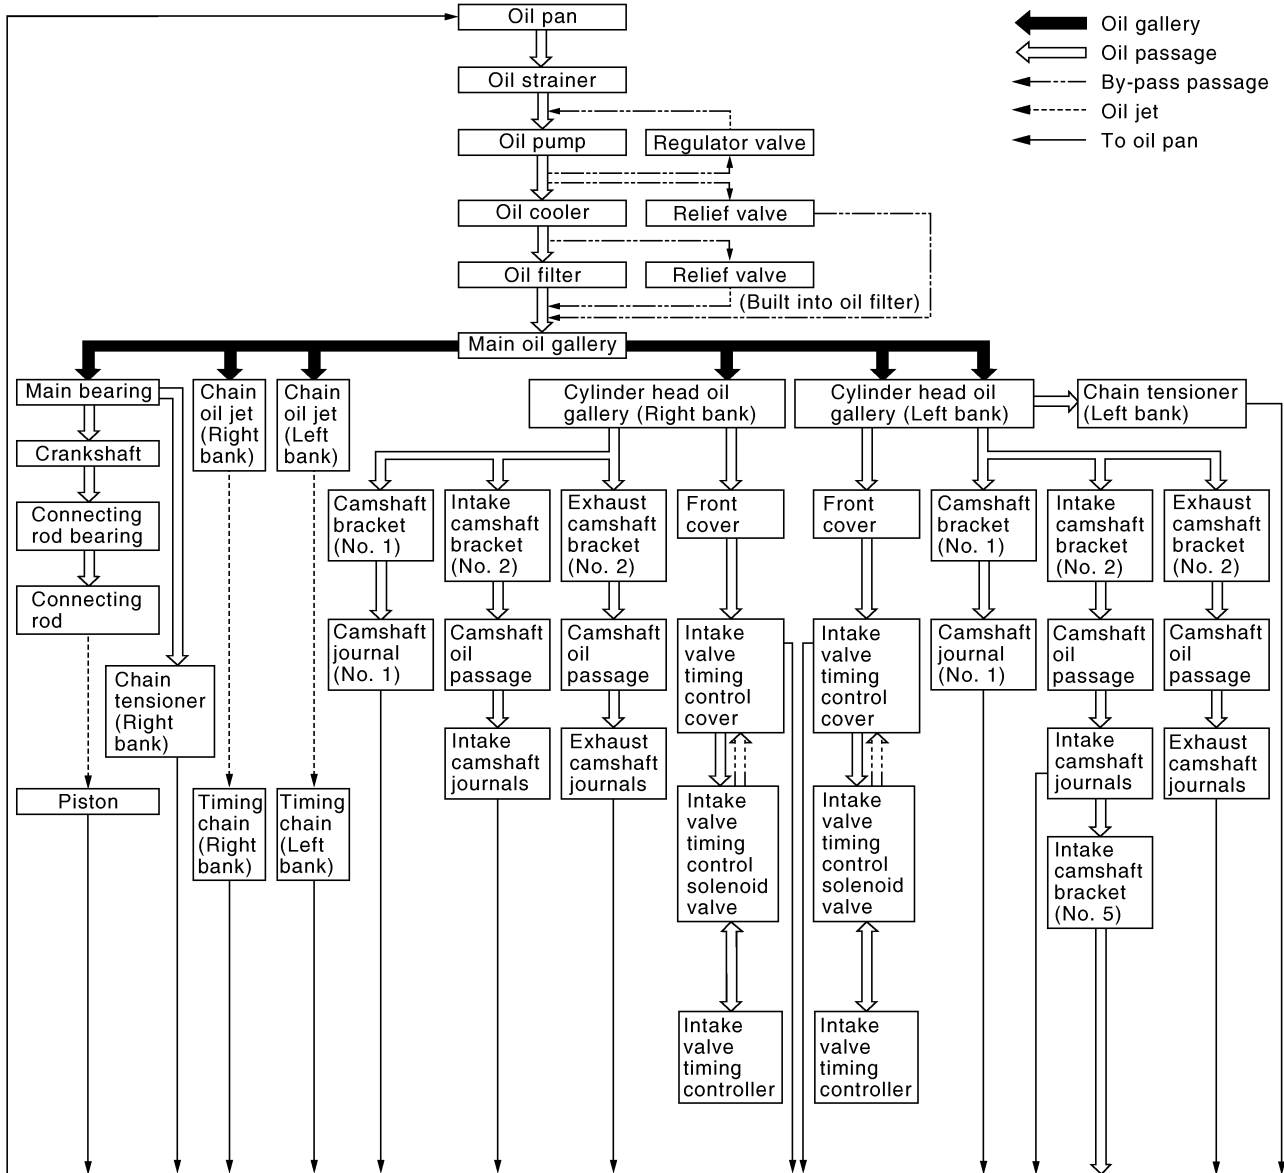 Oil pan
Oil gallery
Oil passage
By-pass passage
Oil jet
To oil pan
Oil strainer
Oil pump
Regulator valve
Oil cooler
Relief valve
Oil filter
Relief valve
(Built into oil filter)
Main oil gallery
Main bearing
Crankshaft
Connecting
rod bearing
Connecting
rod
Piston
Chain
tensioner
(Right
bank)
Chain
oil jet
(Right
bank)
Timing
chain
(Right
bank)
Chain
oil jet
(Left
bank)
Timing
chain
(Left
bank)
Cylinder head oil
gallery (Right bank)
Camshaft
bracket
(No. 1)
Camshaft
journal
(No. 1)
Intake
camshaft
bracket
(No. 2)
Camshaft
oil
passage
Intake
camshaft
journals
Exhaust
camshaft
bracket
(No. 2)
Camshaft
oil
passage
Exhaust
camshaft
journals
Front
cover
Intake
valve
timing
control
cover
Intake
valve
timing
control
solenoid
valve
Intake
valve
timing
controller
Cylinder head oil
gallery (Left bank)
Chain tensioner
(Left bank)
Front
cover
Intake
valve
timing
control
cover
Intake
valve
timing
control
solenoid
valve
Intake
valve
timing
controller
Camshaft
bracket
(No. 1)
Camshaft
journal
(No. 1)
Intake
camshaft
bracket
(No. 2)
Camshaft
oil
passage
Intake
camshaft
journals
Intake
camshaft
bracket
(No. 5)
Exhaust
camshaft
bracket
(No. 2)
Camshaft
oil
passage
Exhaust
camshaft
journals